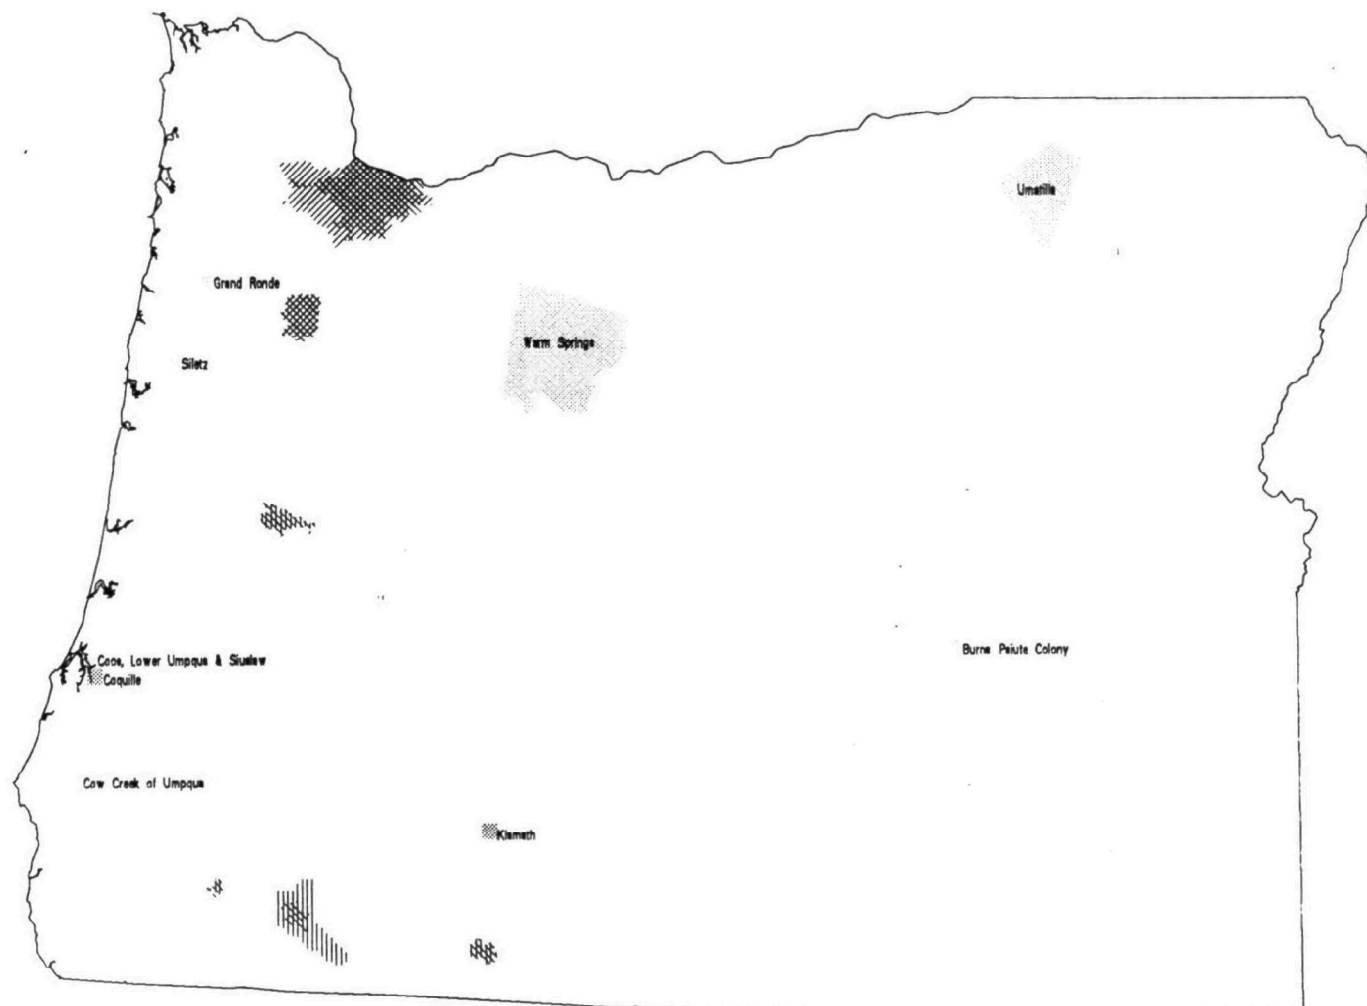 Umatilla
Grand Ronde
Warm Springs
Siletz
Burns Paiute Colony
Coos, Lower Umpqua & Siuslaw
Coquille
Cow Creek of Umpqua
Klamath